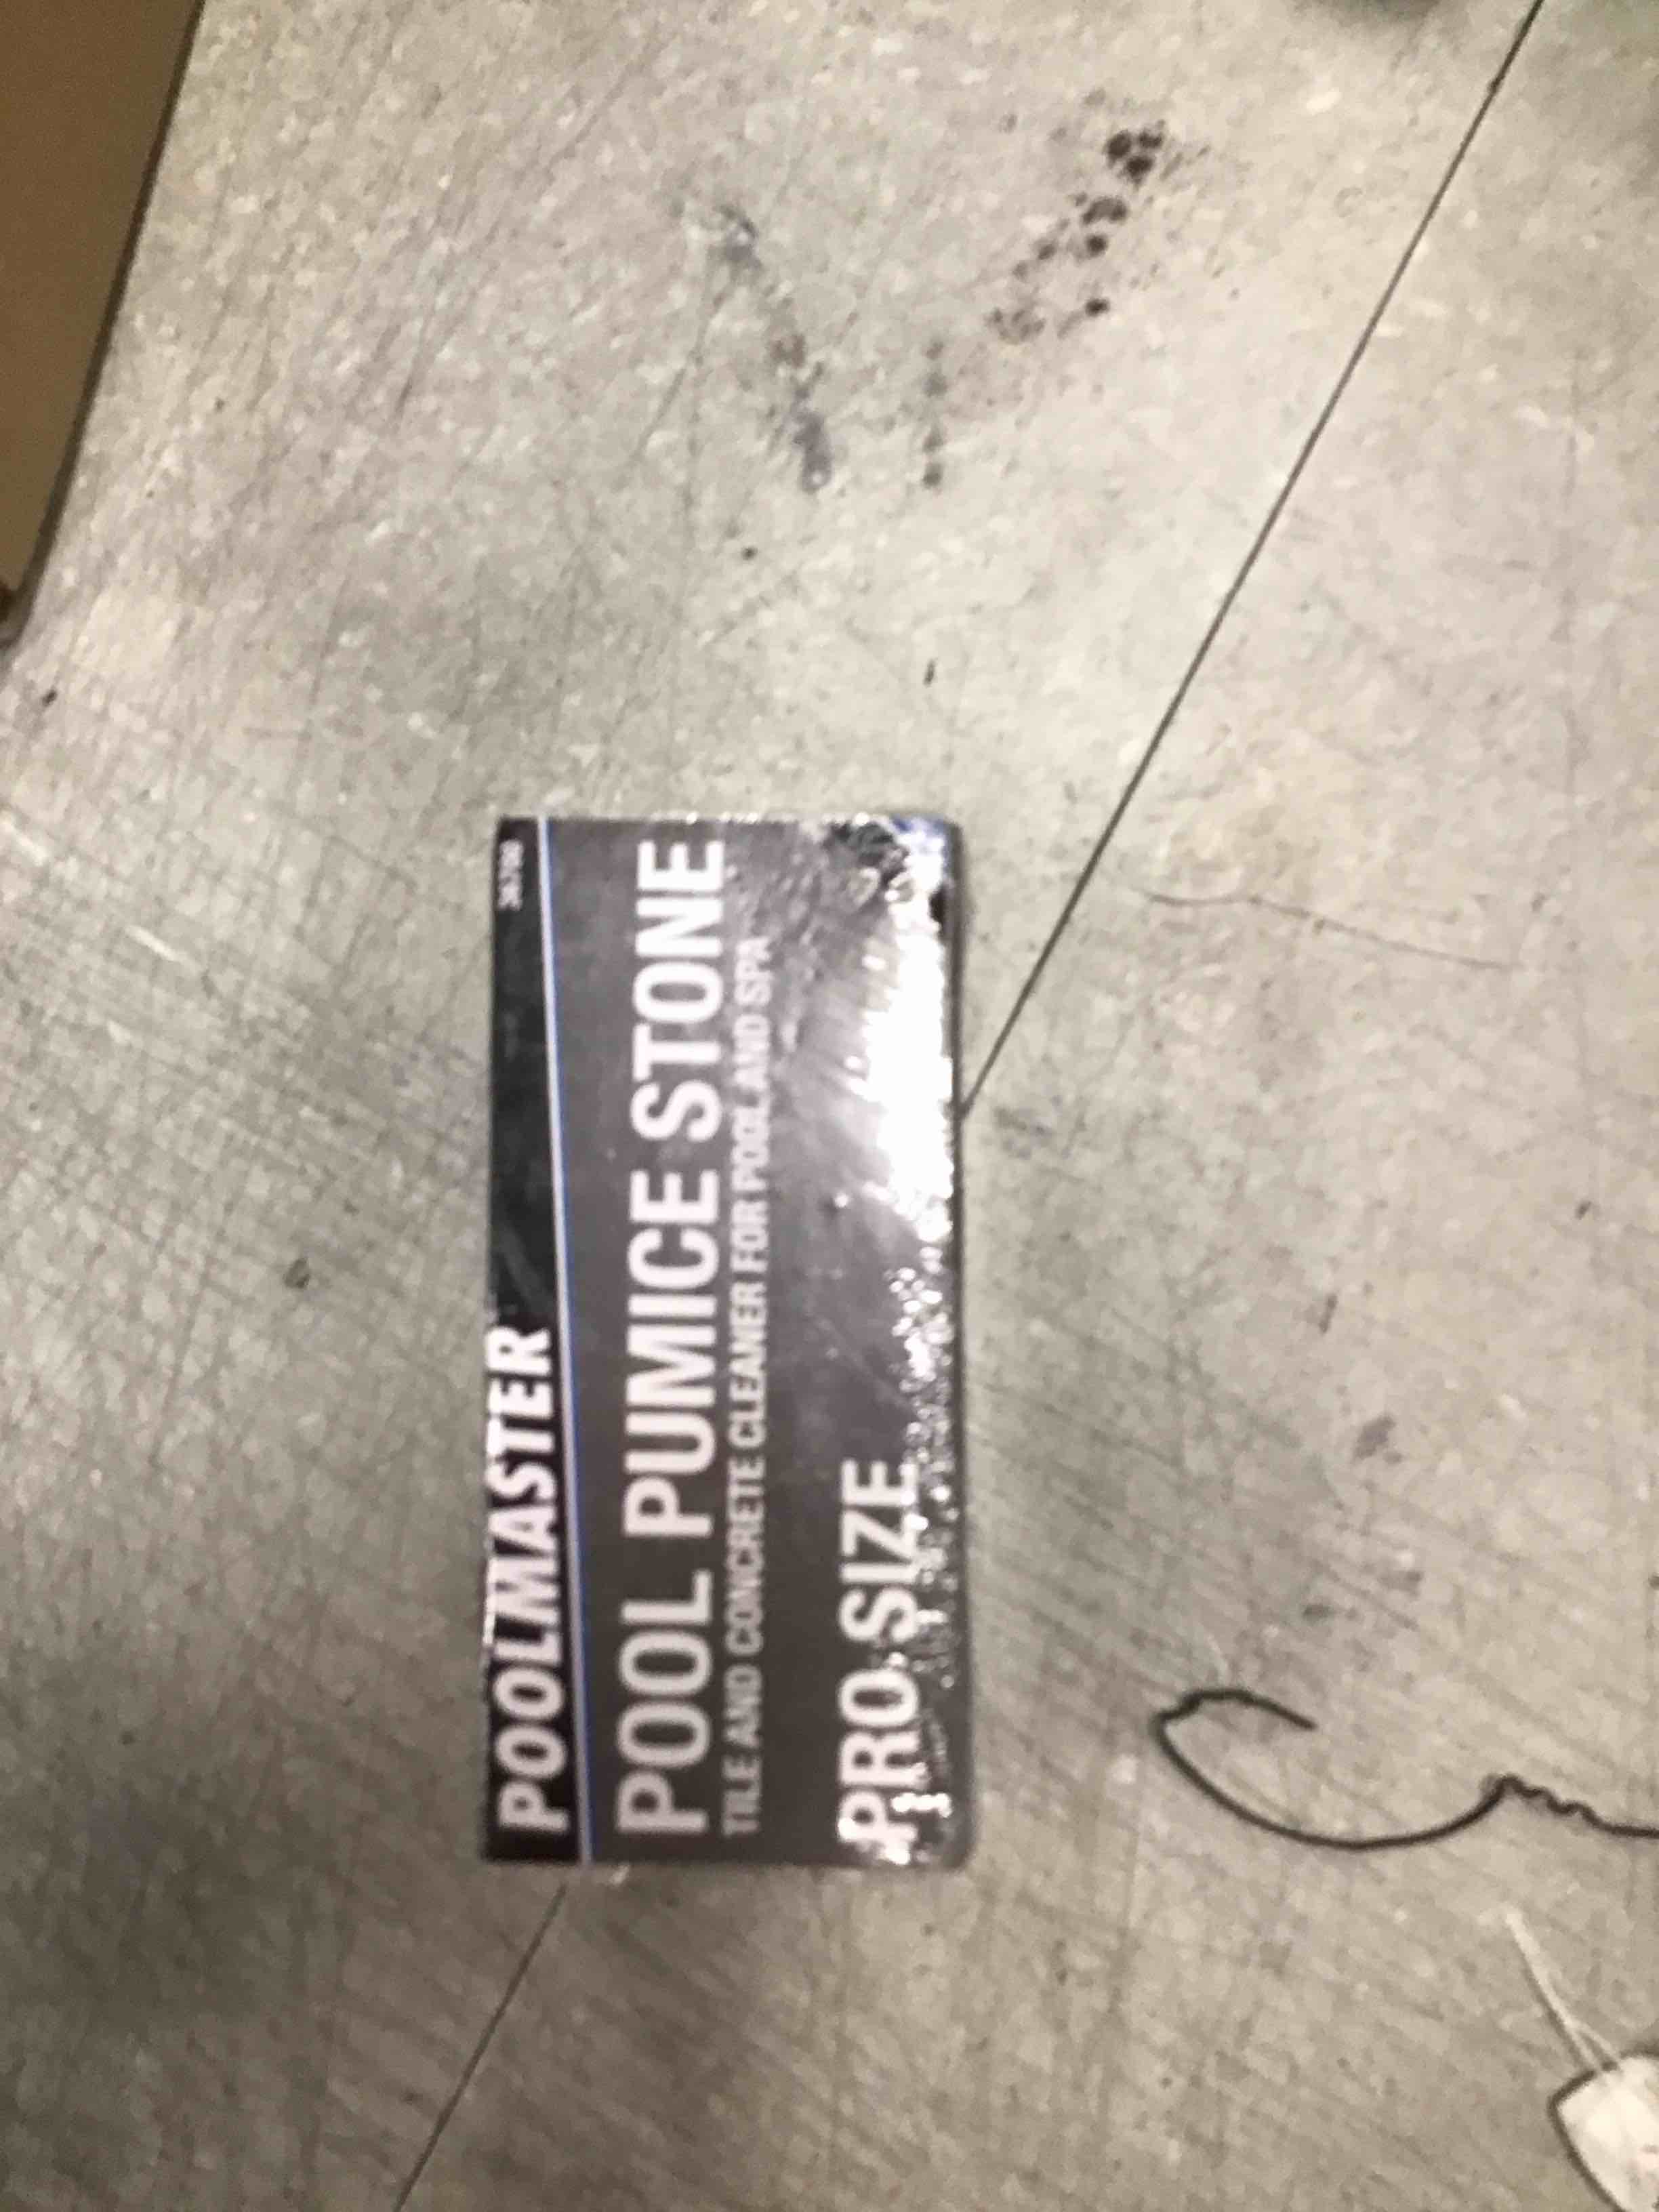 POOLMASTER
POOL PUMICE STONE
TILE AND CONCRETE CLEANER FOR POOL AND SPA
PRO SIZE